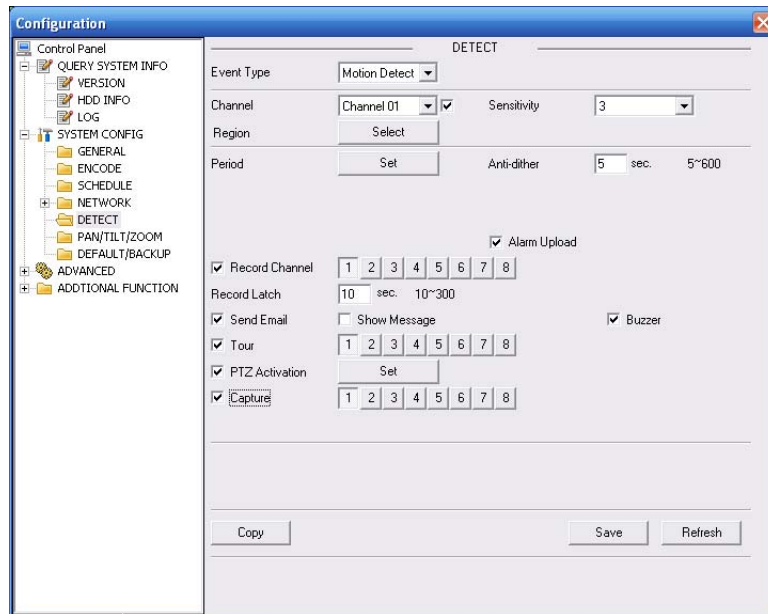 Configuration
Control Panel
QUERY SYSTEM INFO
VERSION
HDD INFO
LOG
SYSTEM CONFIG
GENERAL
ENCODE
SCHEDULE
NETWORK
DETECT
PAN/TILT/ZOOM
DEFAULT/BACKUP
ADVANCED
ADDTIONAL FUNCTION
DETECT
Event Type Motion Detect
Channel Channel 01 Sensitivity 3
Region Select
Period Set Anti-dither 5 sec. 5~600
Alarm Upload
Record Channel 1 2 3 4 5 6 7 8
Record Latch 10 sec. 10~300
Send Email Show Message Buzzer
Tour 1 2 3 4 5 6 7 8
PTZ Activation Set
Capture 1 2 3 4 5 6 7 8
Copy Save Refresh